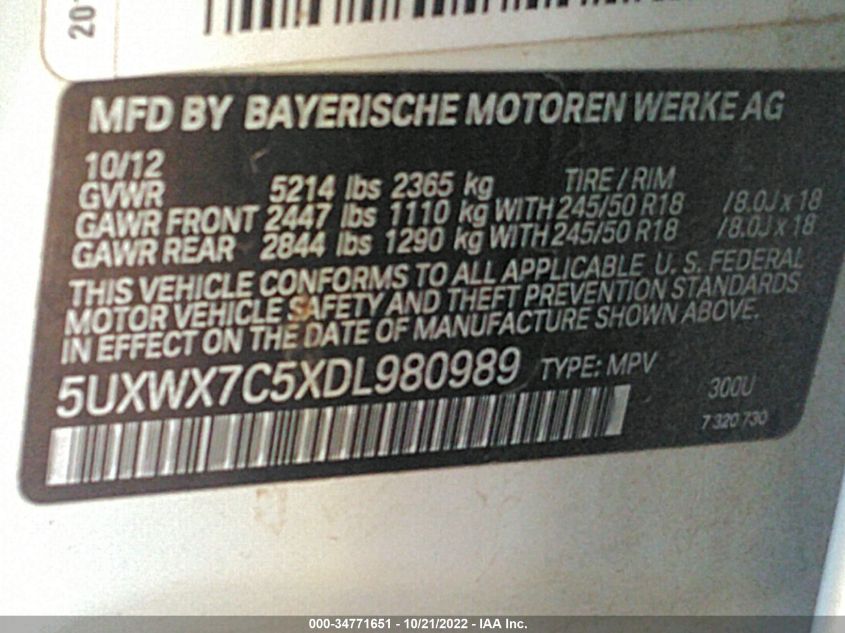 201
MFD BY BAYERISCHE MOTOREN WERKE AG
10/12 TIRE / RIM
GVWR 5214 lbs 2365 kg
GAWR FRONT 2447 lbs 1110 kg WITH 245/50 R18 /8.0J x 18
GAWR REAR 2844 lbs 1290 kg WITH 245/50 R18 /8.0J x 18
THIS VEHICLE CONFORMS TO ALL APPLICABLE U. S. FEDERAL
MOTOR VEHICLE SAFETY AND THEFT PREVENTION STANDARDS
IN EFFECT ON THE DATE OF MANUFACTURE SHOWN ABOVE.
5UXWX7C5XDL980989 TYPE: MPV
300U
7 320 730
000-34771651 - 10/21/2022 - IAA Inc.